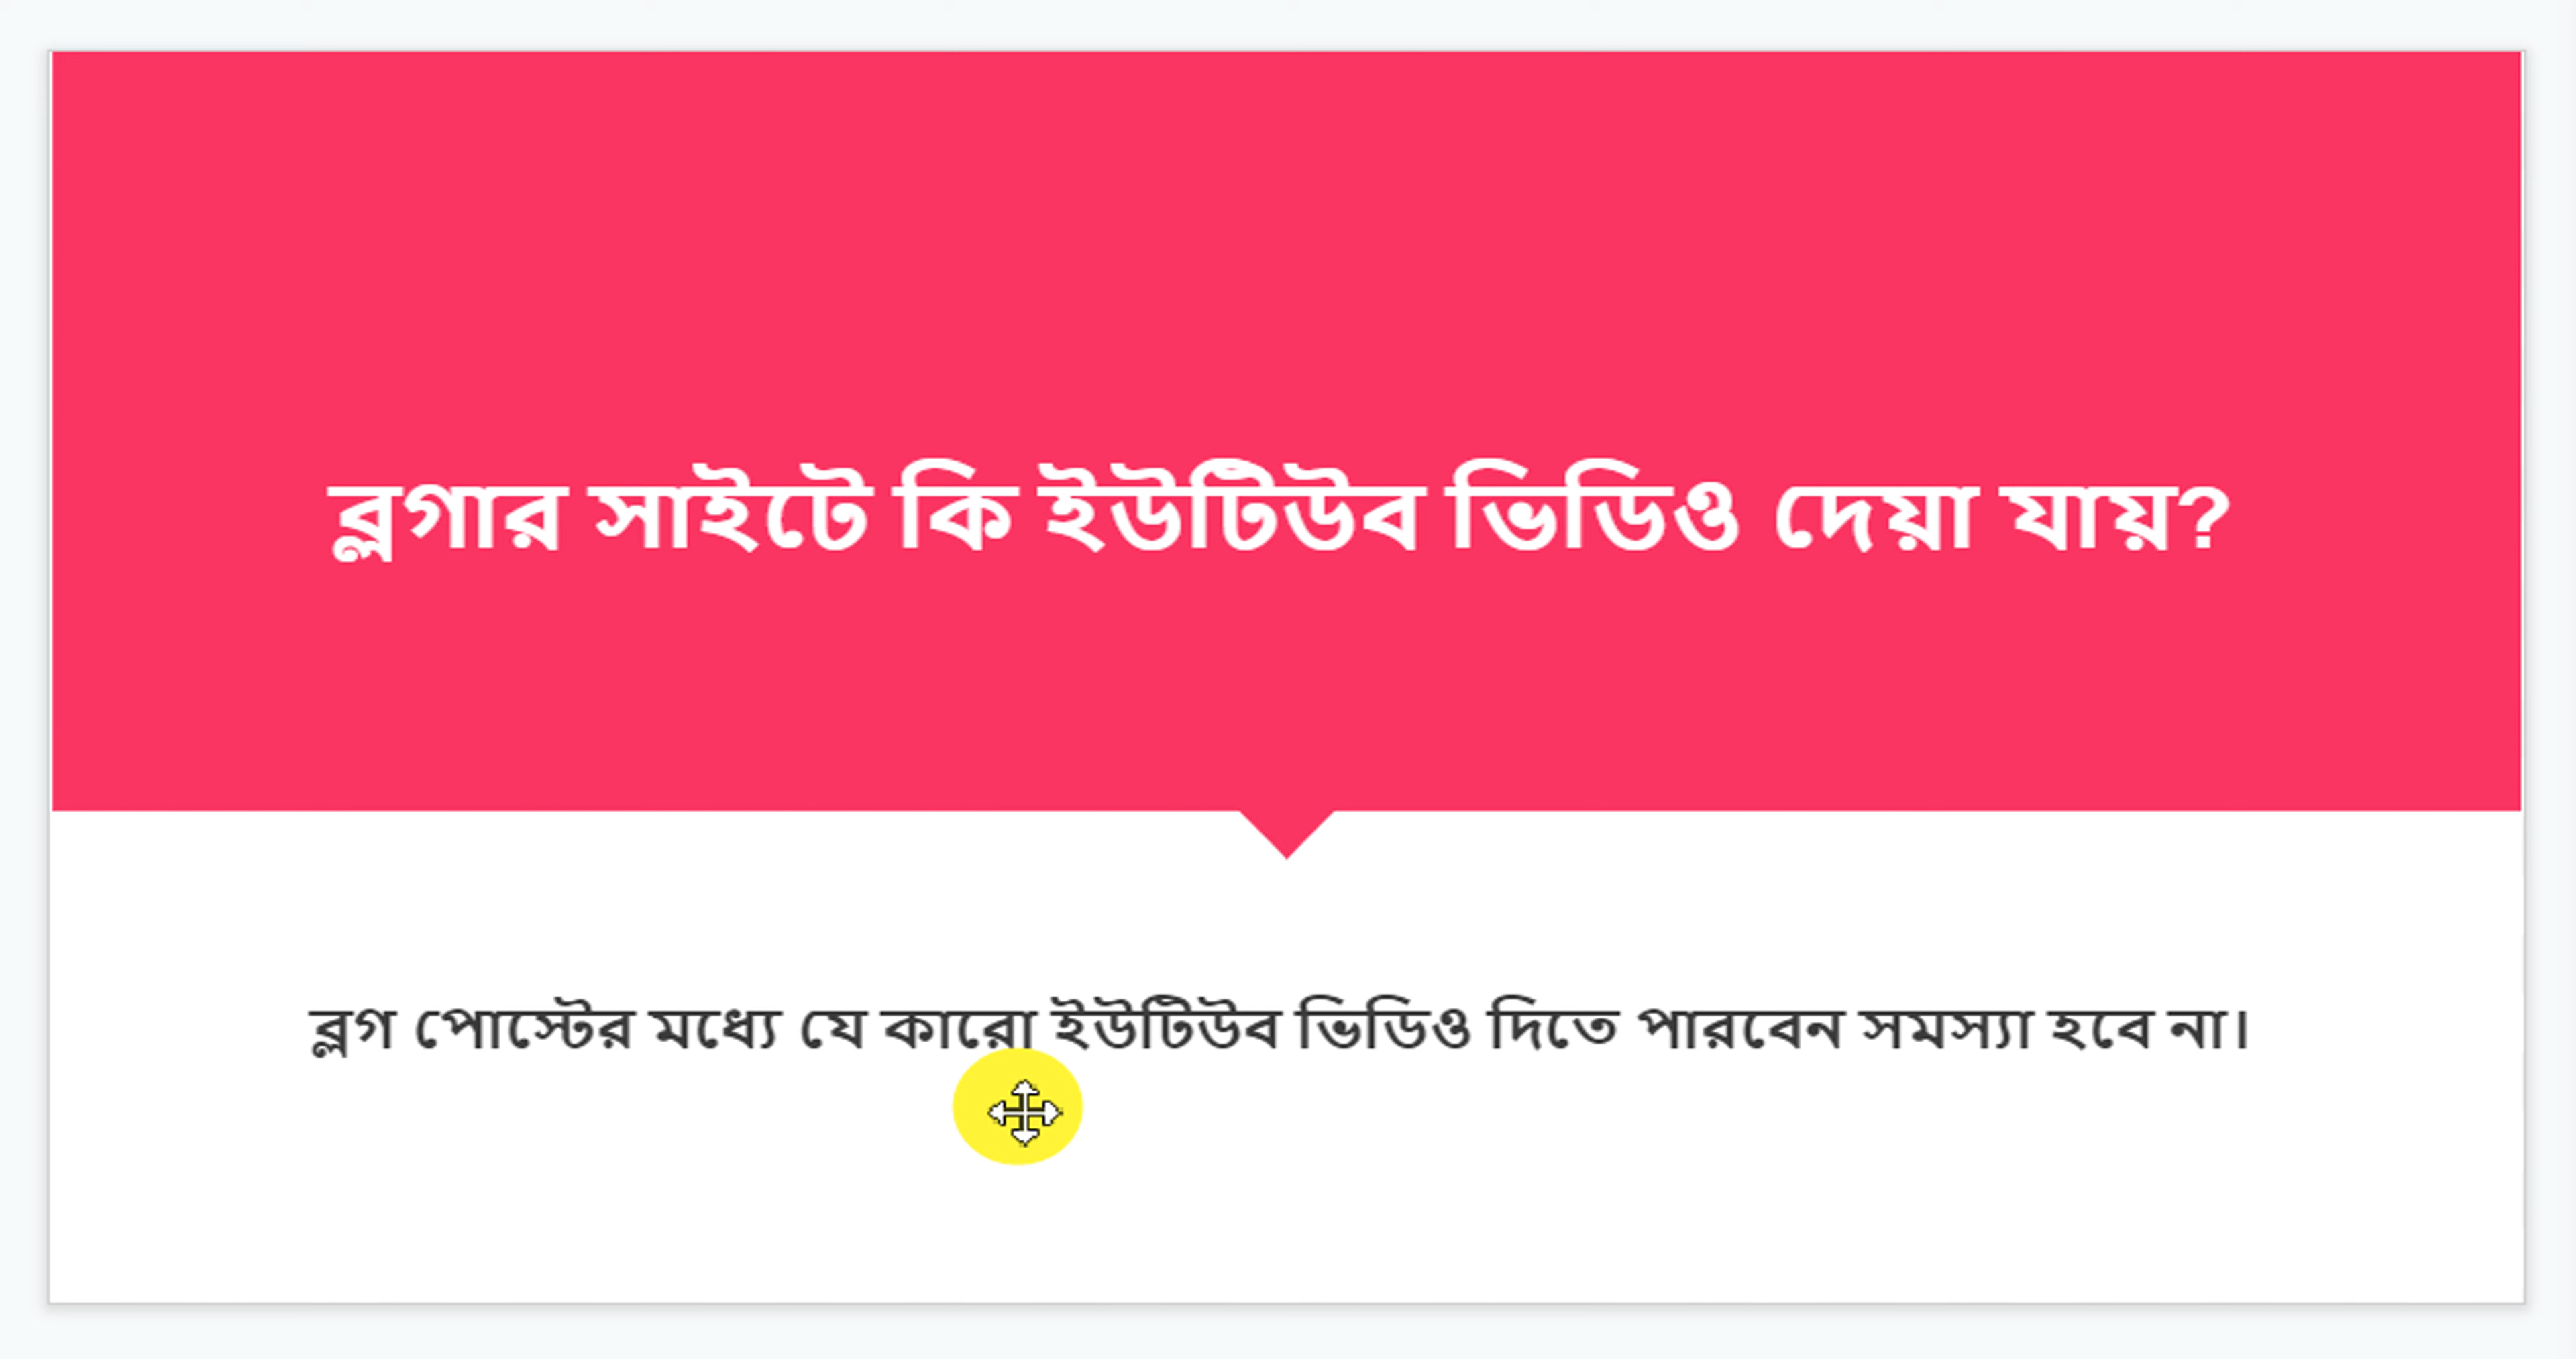 ব্লগার সাইটে কি ইউটিউব ভিডিও দেয়া যায়?
ব্লগ পোস্টের মধ্যে যে কারো ইউটিউব ভিডিও দিতে পারবেন সমস্যা হবে না।